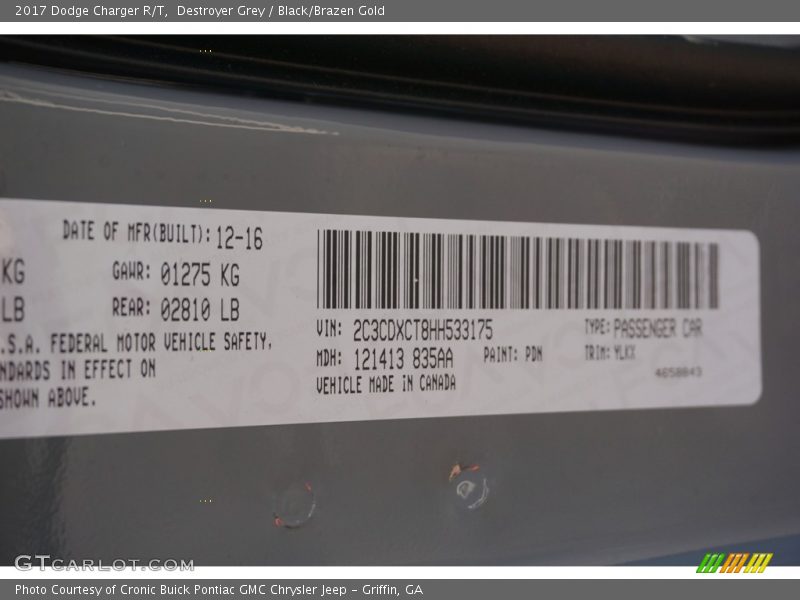 2017 Dodge Charger R/T, Destroyer Grey / Black/Brazen Gold
DATE OF MFR(BUILT): 12-16
KG GAWR: 01275 KG
LB REAR: 02810 LB
.S.A. FEDERAL MOTOR VEHICLE SAFETY,
NDARDS IN EFFECT ON
SHOWN ABOVE.
VIN: 2C3CDXCT8HH533175 TYPE: PASSENGER CAR
MDH: 121413 835AA PAINT: PDN TRIM: YLKX
VEHICLE MADE IN CANADA 4658843
GTCARLOT.COM
Photo Courtesy of Cronic Buick Pontiac GMC Chrysler Jeep – Griffin, GA